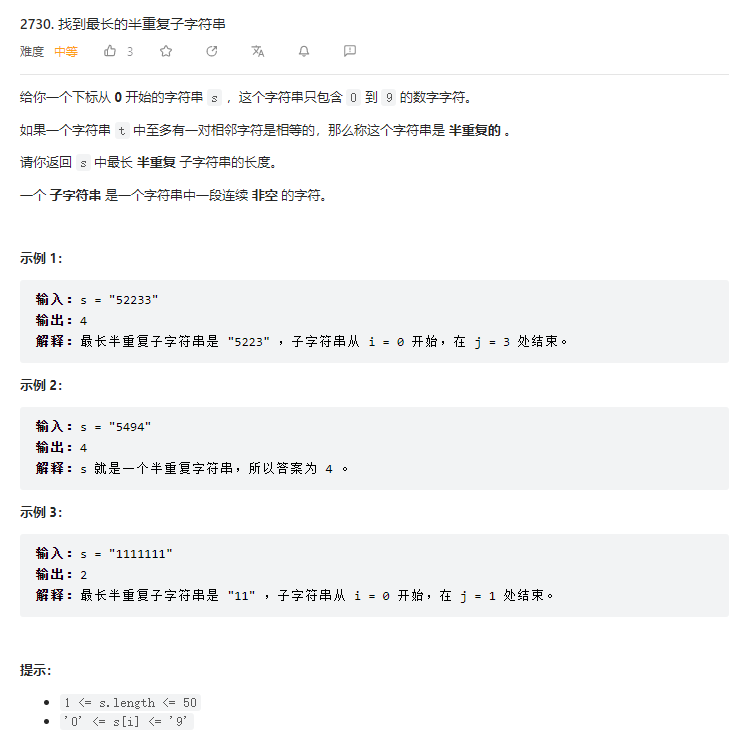 2730. 找到最长的半重复子字符串
难度 中等 3
给你一个下标从 0 开始的字符串 s ，这个字符串只包含 0 到 9 的数字字符。
如果一个字符串 t 中至多有一对相邻字符是相等的，那么称这个字符串是 半重复的 。
请你返回 s 中最长 半重复 子字符串的长度。
一个 子字符串 是一个字符串中一段连续 非空 的字符。
示例 1：
输入：s = "52233"
输出：4
解释：最长半重复子字符串是 "5223" ，子字符串从 i = 0 开始，在 j = 3 处结束。
示例 2：
输入：s = "5494"
输出：4
解释：s 就是一个半重复字符串，所以答案为 4 。
示例 3：
输入：s = "1111111"
输出：2
解释：最长半重复子字符串是 "11" ，子字符串从 i = 0 开始，在 j = 1 处结束。
提示：
• 1 <= s.length <= 50
• '0' <= s[i] <= '9'